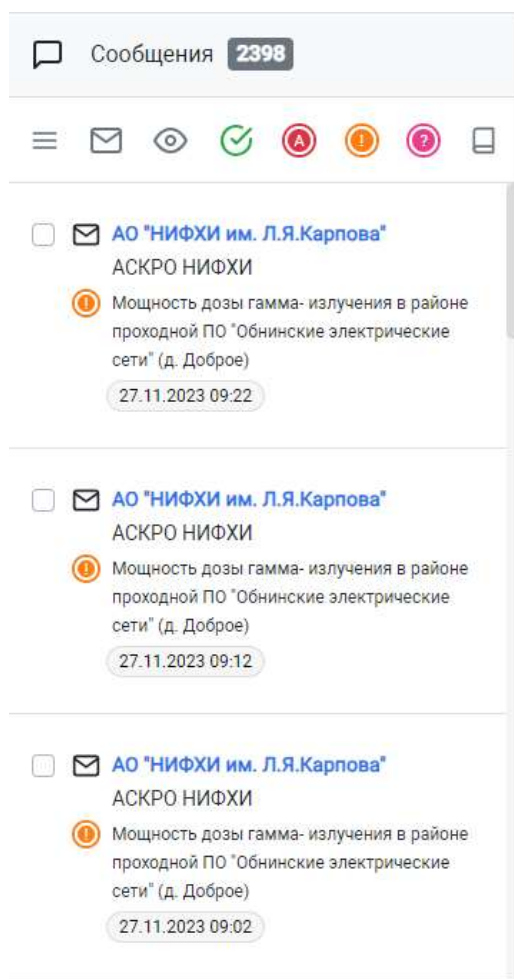 Сообщения 2398
A ! ?
АО "НИФХИ им. Л.Я.Карпова"
АСКРО НИФХИ
! Мощность дозы гамма- излучения в районе
проходной ПО "Обнинские электрические
сети" (д. Доброе)
27.11.2023 09:22
АО "НИФХИ им. Л.Я.Карпова"
АСКРО НИФХИ
! Мощность дозы гамма- излучения в районе
проходной ПО "Обнинские электрические
сети" (д. Доброе)
27.11.2023 09:12
АО "НИФХИ им. Л.Я.Карпова"
АСКРО НИФХИ
! Мощность дозы гамма- излучения в районе
проходной ПО "Обнинские электрические
сети" (д. Доброе)
27.11.2023 09:02